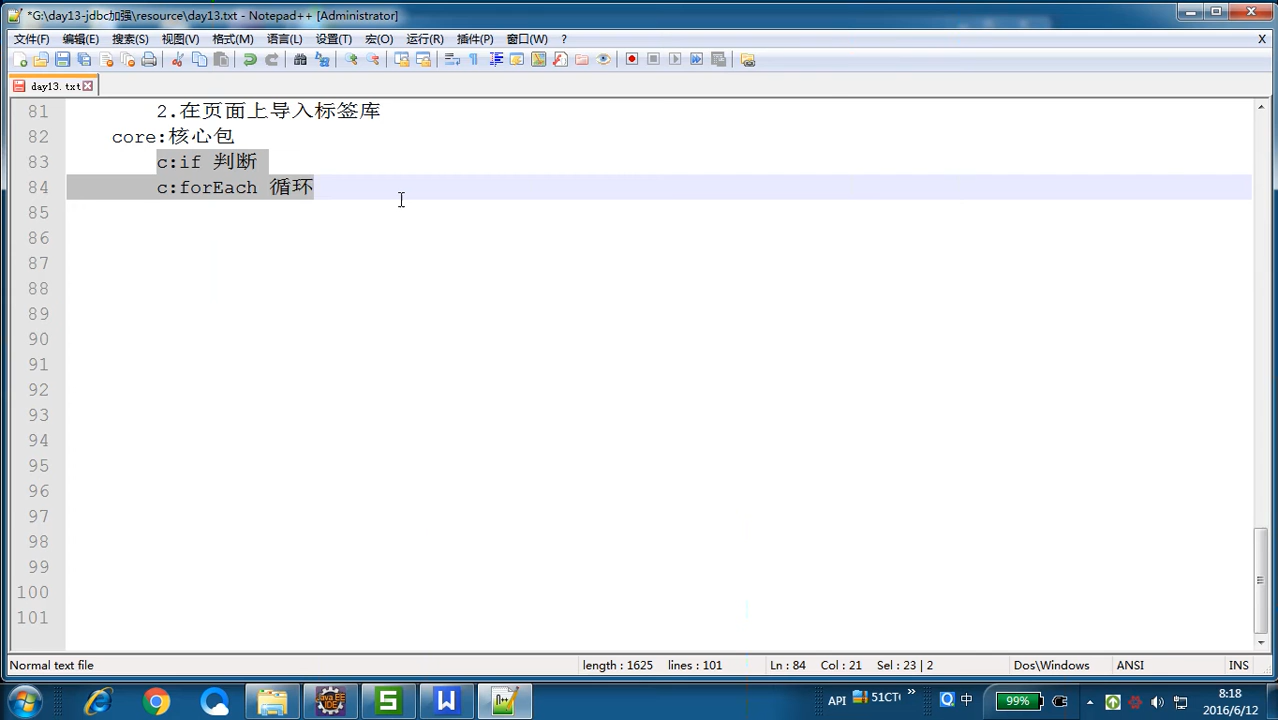 *G:\day13-jdbc加强\resource\day13.txt - Notepad++ [Administrator]
文件(F) 编辑(E) 搜索(S) 视图(V) 格式(M) 语言(L) 设置(T) 宏(O) 运行(R) 插件(P) 窗口(W) ? X
day13.txt
81 2.在页面上导入标签库
82 core:核心包
83 c:if 判断
84 c:forEach 循环
85
86
87
88
89
90
91
92
93
94
95
96
97
98
99
100
101
Normal text file length : 1625 lines : 101 Ln : 84 Col : 21 Sel : 23 | 2 Dos\Windows ANSI INS
API 51CT( » 中 99% 8:18
2016/6/12